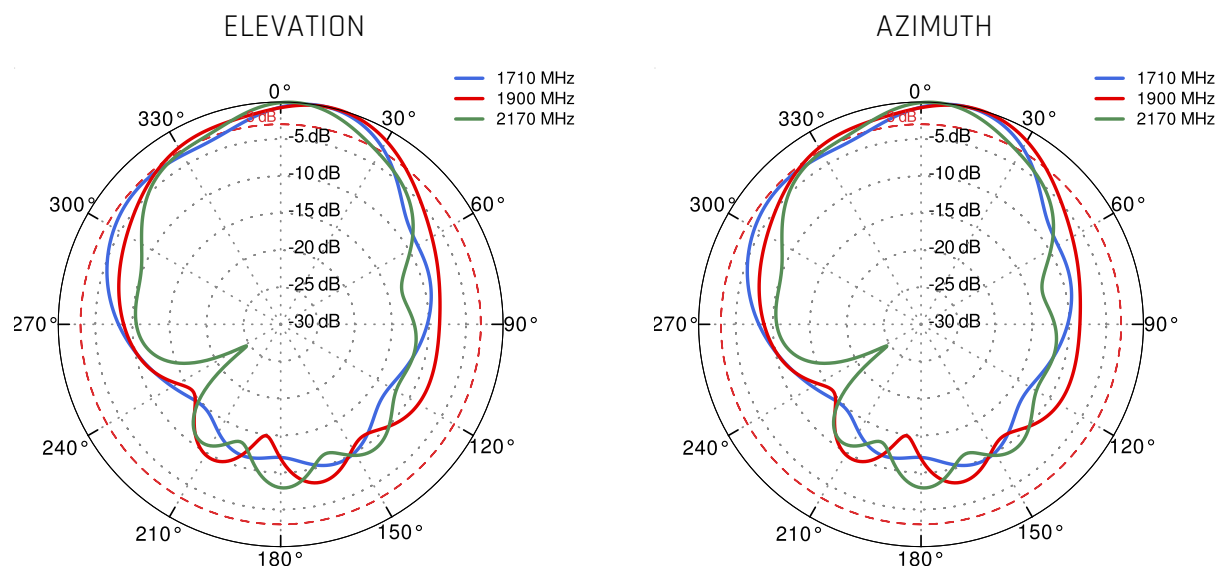 ELEVATION
1710 MHz
1900 MHz
2170 MHz
0°
30°
60°
90°
120°
150°
180°
210°
240°
270°
300°
330°
dB
-5 dB
-10 dB
-15 dB
-20 dB
-25 dB
-30 dB
AZIMUTH
1710 MHz
1900 MHz
2170 MHz
0°
30°
60°
90°
120°
150°
180°
210°
240°
270°
300°
330°
dB
-5 dB
-10 dB
-15 dB
-20 dB
-25 dB
-30 dB